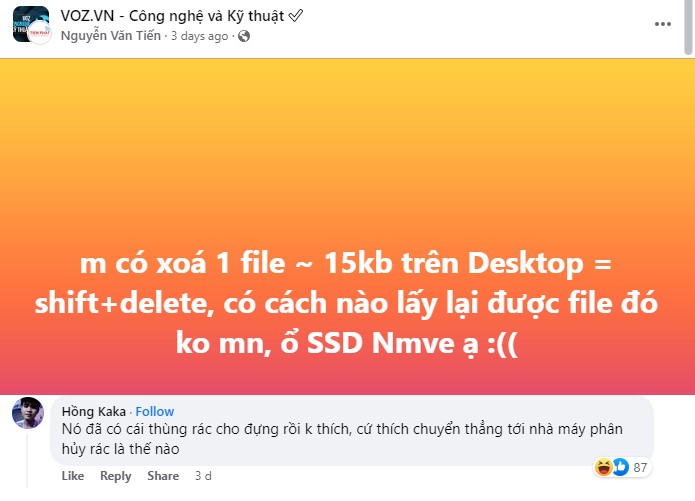 VOZ.VN - Công nghệ và Kỹ thuật
Nguyễn Văn Tiến · 3 days ago ·
m có xoá 1 file ~ 15kb trên Desktop =
shift+delete, có cách nào lấy lại được file đó
ko mn, ổ SSD Nmve ạ :((
Hồng Kaka · Follow
Nó đã có cái thùng rác cho đựng rồi k thích, cứ thích chuyển thẳng tới nhà máy phân
hủy rác là thế nào
Like Reply Share 3 d
87